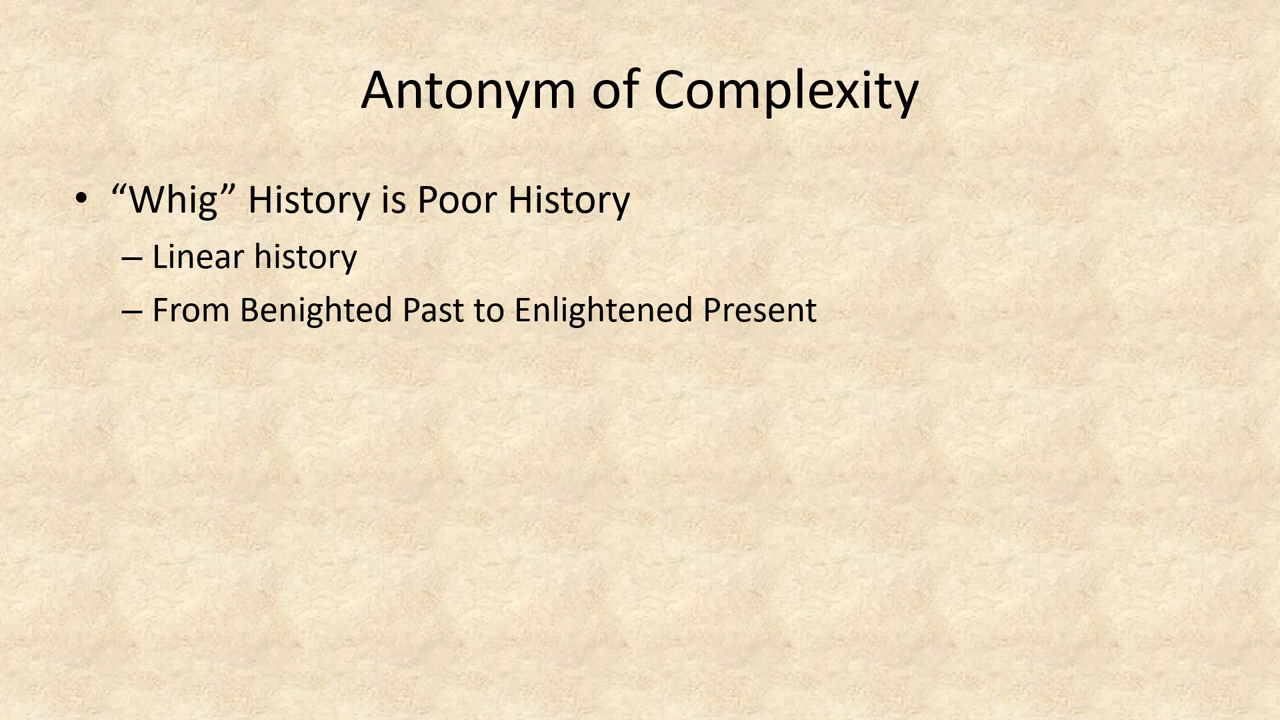 Antonym of Complexity
• “Whig” History is Poor History
– Linear history
– From Benighted Past to Enlightened Present